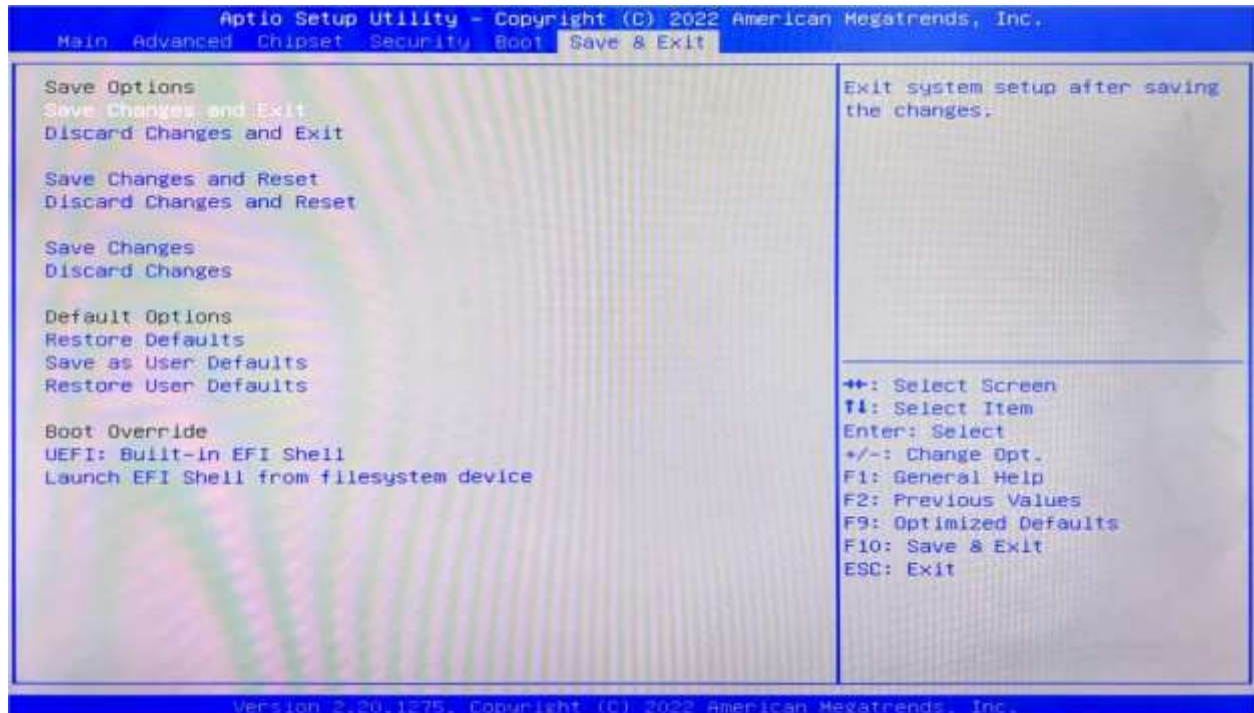 Aptio Setup Utility – Copyright (C) 2022 American Megatrends, Inc.
Main Advanced Chipset Security Boot Save & Exit
Save Options
Save Changes and Exit
Discard Changes and Exit
Save Changes and Reset
Discard Changes and Reset
Save Changes
Discard Changes
Default Options
Restore Defaults
Save as User Defaults
Restore User Defaults
Boot Override
UEFI: Built-in EFI Shell
Launch EFI Shell from filesystem device
Exit system setup after saving
the changes.
→←: Select Screen
↑↓: Select Item
Enter: Select
+/-: Change Opt.
F1: General Help
F2: Previous Values
F9: Optimized Defaults
F10: Save & Exit
ESC: Exit
Version 2.20.1275. Copyright (C) 2022 American Megatrends, Inc.